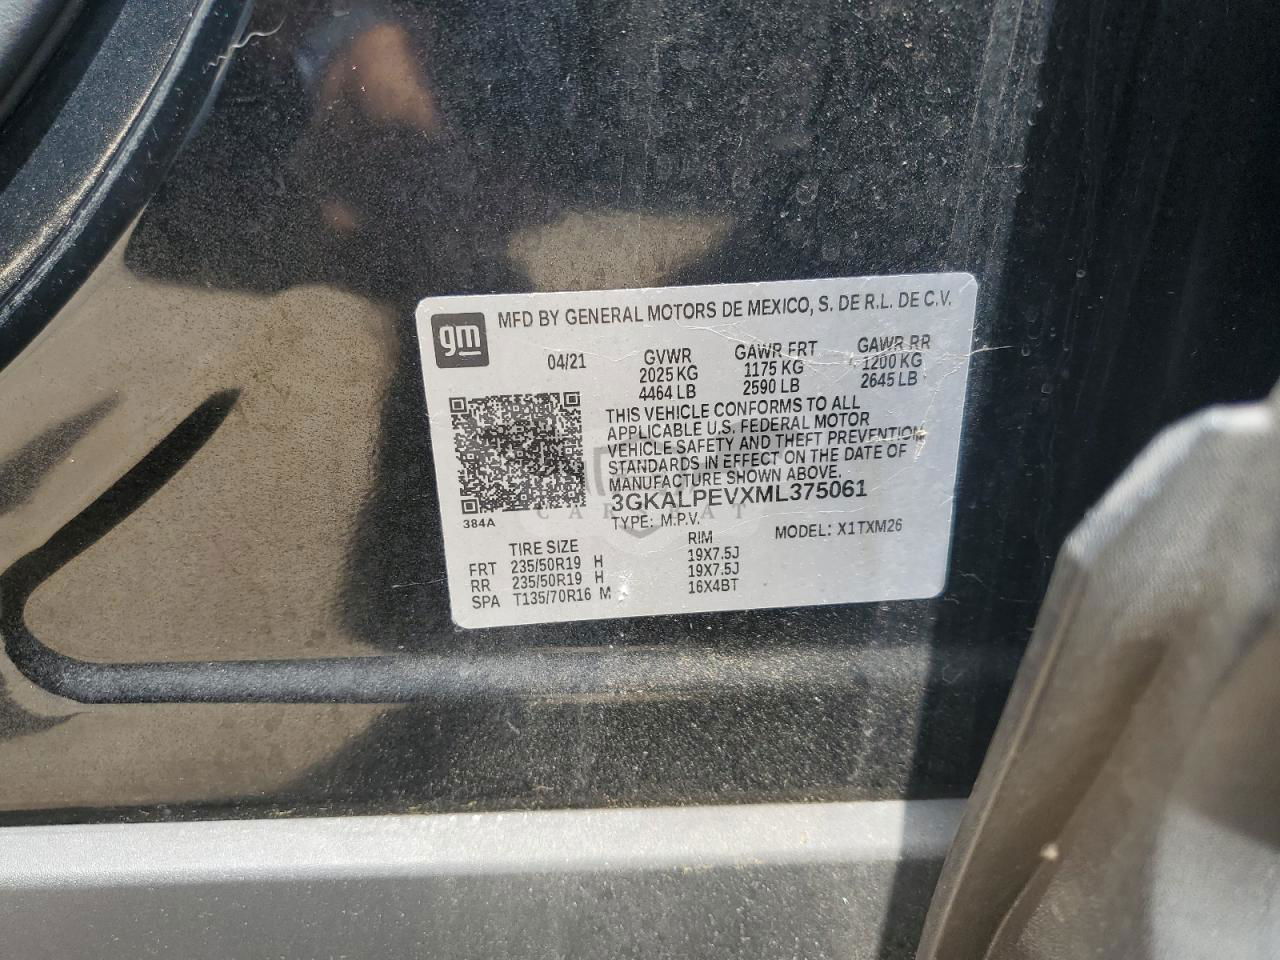 gm
MFD BY GENERAL MOTORS DE MEXICO, S. DE R.L. DE C.V.
04/21 GVWR GAWR FRT GAWR RR
2025 KG 1175 KG 1200 KG
4464 LB 2590 LB 2645 LB
THIS VEHICLE CONFORMS TO ALL
APPLICABLE U.S. FEDERAL MOTOR
VEHICLE SAFETY AND THEFT PREVENTION
STANDARDS IN EFFECT ON THE DATE OF
MANUFACTURE SHOWN ABOVE.
3GKALPEVXML375061
384A
TYPE: M.P.V. MODEL: X1TXM26
TIRE SIZE RIM
FRT 235/50R19 H 19X7.5J
RR 235/50R19 H 19X7.5J
SPA T135/70R16 M 16X4BT